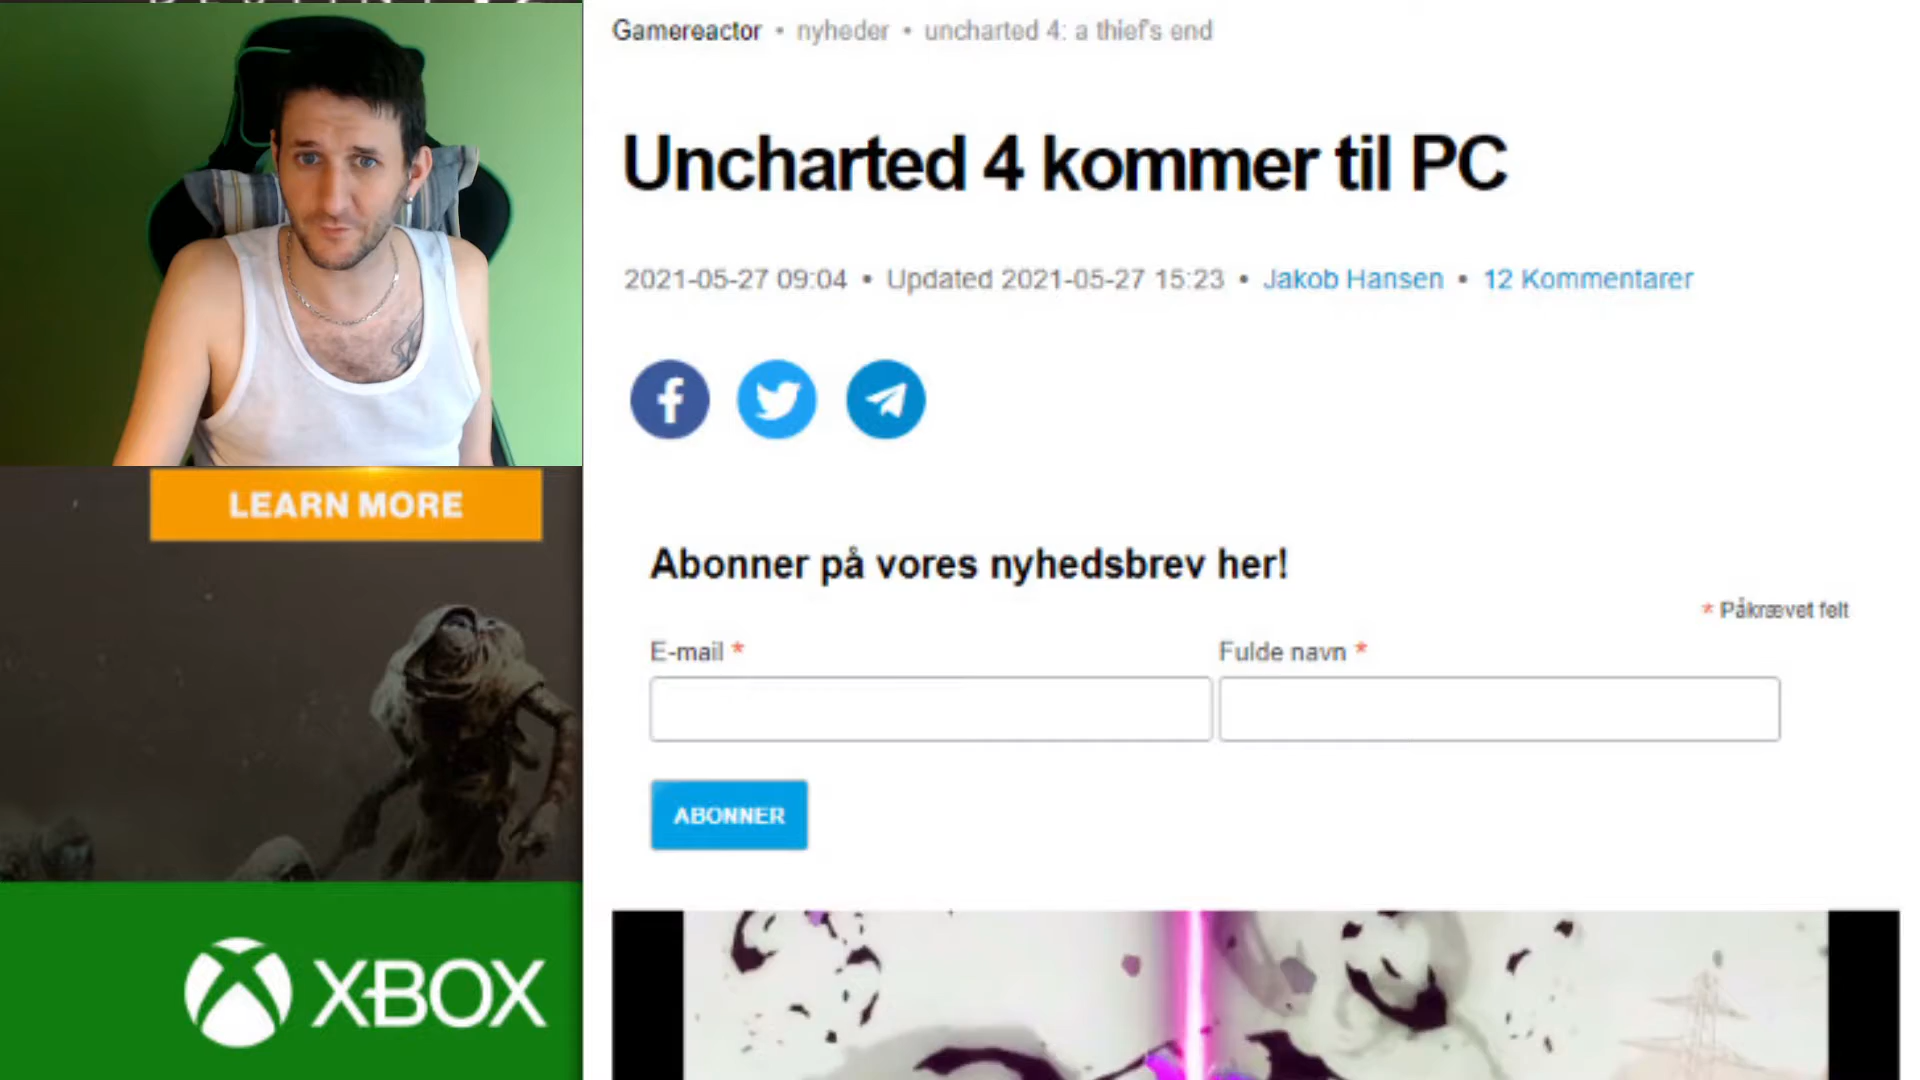 Gamereactor • nyheder • uncharted 4: a thief's end
Uncharted 4 kommer til PC
2021-05-27 09:04 • Updated 2021-05-27 15:23 • Jakob Hansen • 12 Kommentarer
LEARN MORE
Abonner på vores nyhedsbrev her!
* Påkrævet felt
E-mail *
Fulde navn *
ABONNER
XBOX